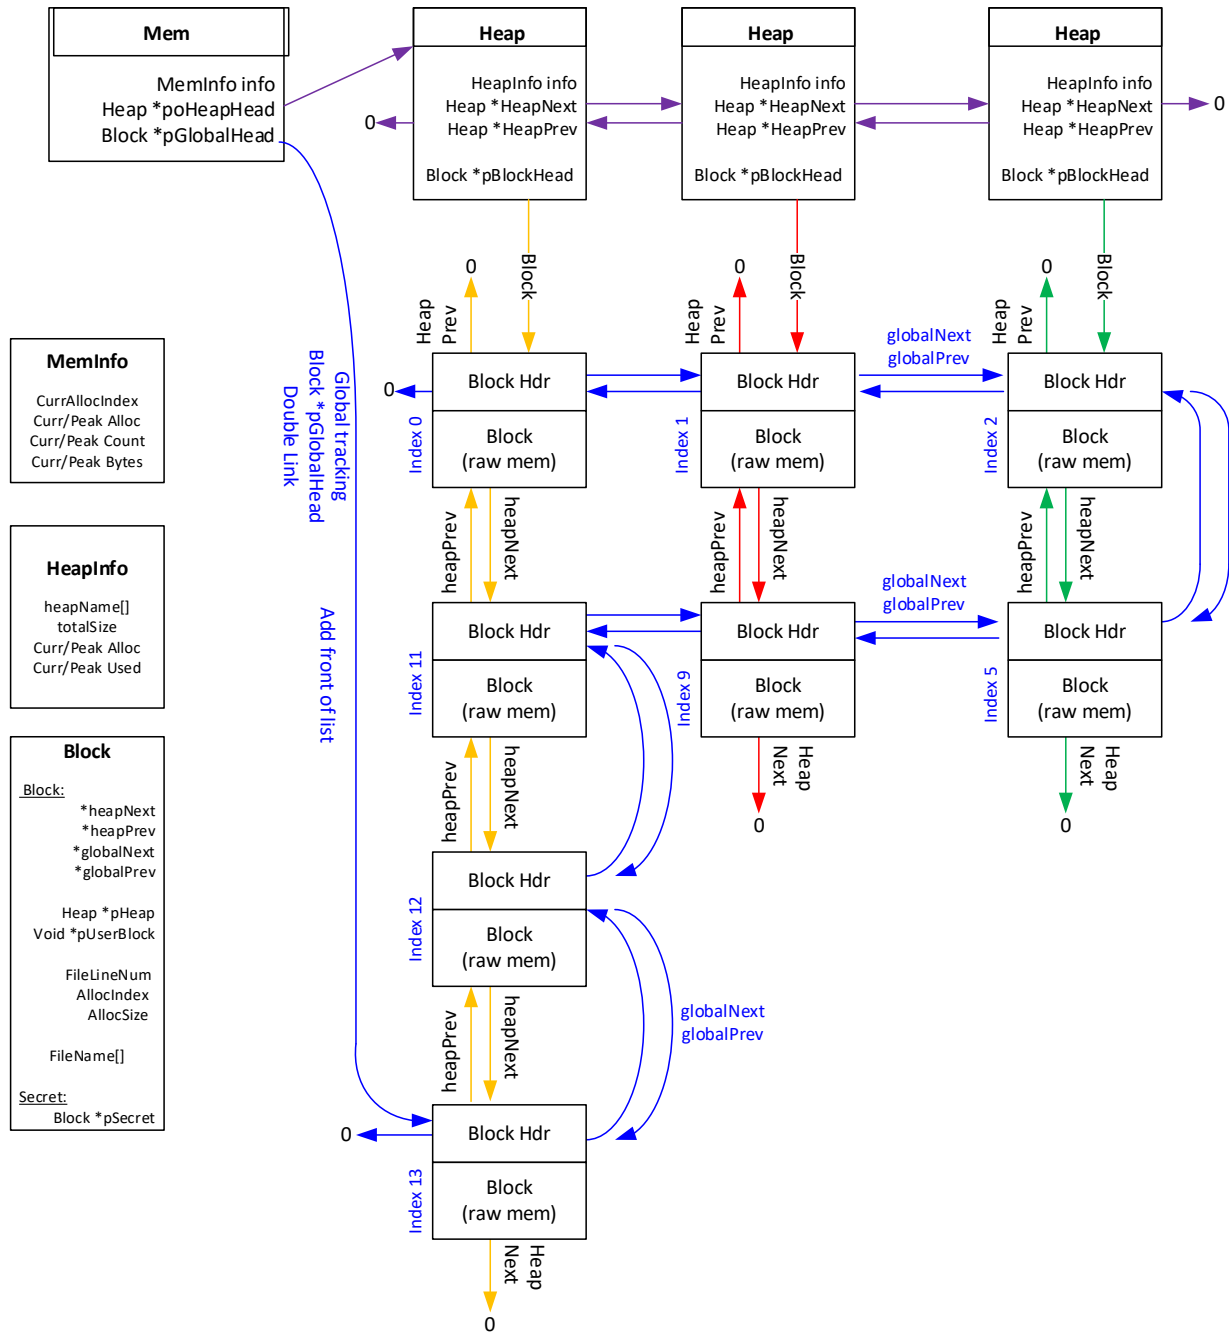 Mem
MemInfo info
Heap *poHeapHead
Block *pGlobalHead
Heap
HeapInfo info
Heap *HeapNext
Heap *HeapPrev
Block *pBlockHead
Heap
HeapInfo info
Heap *HeapNext
Heap *HeapPrev
Block *pBlockHead
Heap
HeapInfo info
Heap *HeapNext
Heap *HeapPrev
Block *pBlockHead
0
0
0
Heap
Prev
Block
0
Heap
Prev
Block
0
Heap
Prev
Block
MemInfo
CurrAllocIndex
Curr/Peak Alloc
Curr/Peak Count
Curr/Peak Bytes
Global tracking
Block *pGlobalHead
Double Link
0
Index 0
Block Hdr
Block
(raw mem)
Index 1
Block Hdr
Block
(raw mem)
globalNext
globalPrev
Index 2
Block Hdr
Block
(raw mem)
heapPrev
heapNext
heapPrev
heapNext
heapPrev
heapNext
HeapInfo
heapName[]
totalSize
Curr/Peak Alloc
Curr/Peak Used
Add front of list
Index 11
Block Hdr
Block
(raw mem)
Index 9
Block Hdr
Block
(raw mem)
globalNext
globalPrev
Index 5
Block Hdr
Block
(raw mem)
heapPrev
heapNext
Heap
Next
0
Heap
Next
0
Block
Block:
*heapNext
*heapPrev
*globalNext
*globalPrev
Heap *pHeap
Void *pUserBlock
FileLineNum
AllocIndex
AllocSize
FileName[]
Secret:
Block *pSecret
Index 12
Block Hdr
Block
(raw mem)
heapPrev
heapNext
globalNext
globalPrev
0
Index 13
Block Hdr
Block
(raw mem)
Heap
Next
0